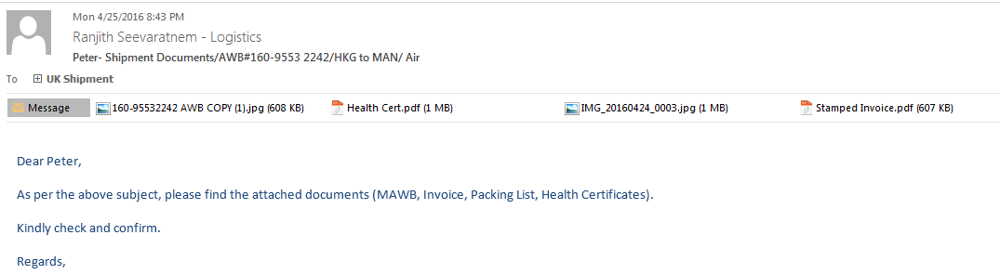 Mon 4/25/2016 8:43 PM
Ranjith Seevaratnem - Logistics
Peter- Shipment Documents/AWB#160-9553 2242/HKG to MAN/ Air
To UK Shipment
Message 160-95532242 AWB COPY (1).jpg (608 KB) Health Cert.pdf (1 MB) IMG_20160424_0003.jpg (1 MB) Stamped Invoice.pdf (607 KB)
Dear Peter,
As per the above subject, please find the attached documents (MAWB, Invoice, Packing List, Health Certificates).
Kindly check and confirm.
Regards,